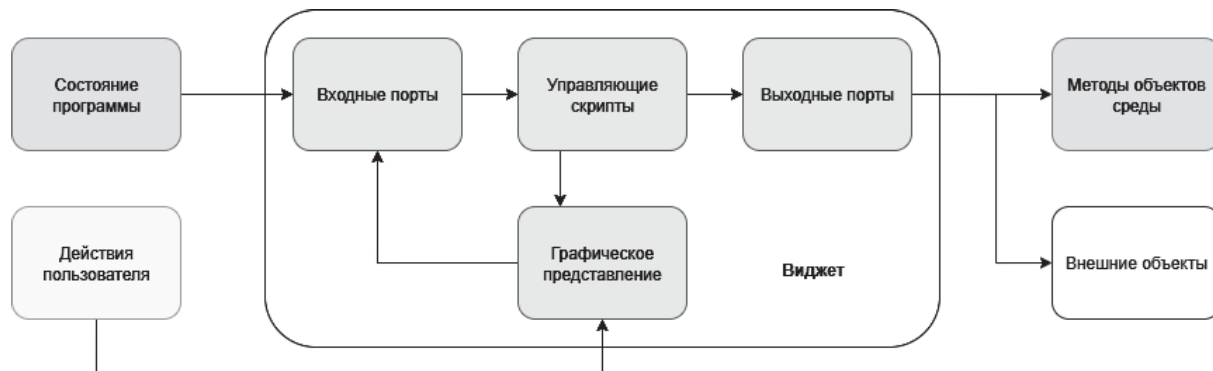 Состояние
программы
Входные порты
Управляющие
скрипты
Выходные порты
Методы объектов
среды
Действия
пользователя
Графическое
представление
Виджет
Внешние объекты